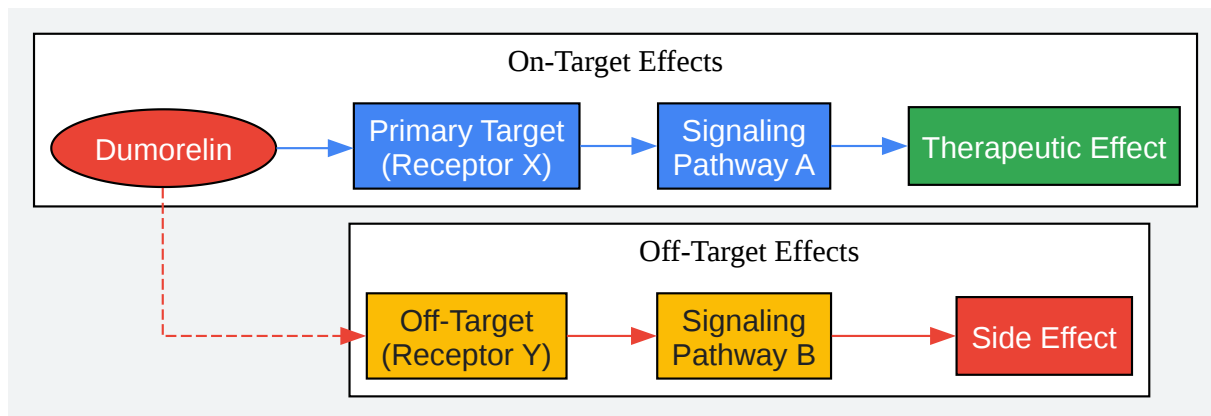 On-Target Effects
Dumorelin
Primary Target
(Receptor X)
Signaling
Pathway A
Therapeutic Effect
Off-Target Effects
Off-Target
(Receptor Y)
Signaling
Pathway B
Side Effect